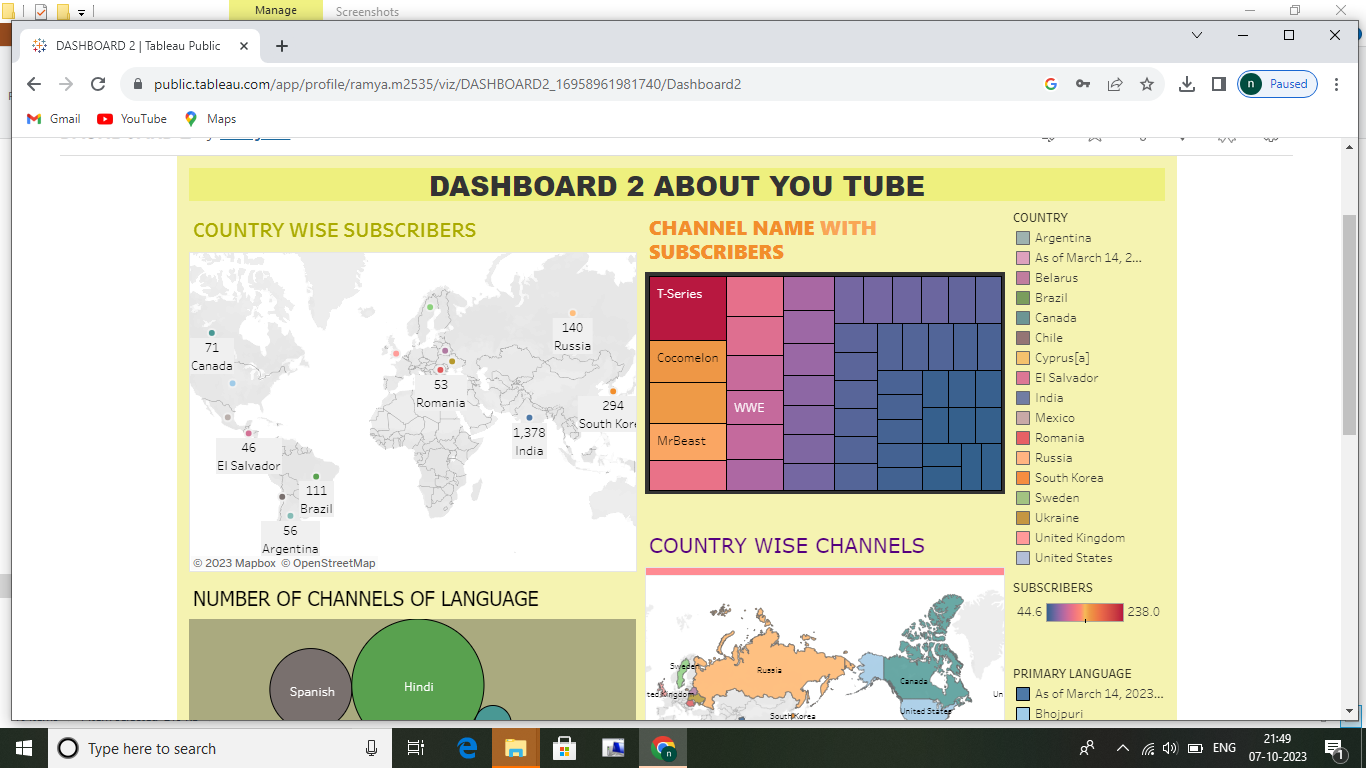 Manage
Screenshots
DASHBOARD 2 | Tableau Public
public.tableau.com/app/profile/ramya.m2535/viz/DASHBOARD2_16958961981740/Dashboard2
n
Paused
Gmail
YouTube
Maps
DASHBOARD 2 ABOUT YOU TUBE
COUNTRY WISE SUBSCRIBERS
71
Canada
140
Russia
53
Romania
294
South Kore
1,378
India
46
El Salvador
111
Brazil
56
Argentina
© 2023 Mapbox © OpenStreetMap
CHANNEL NAME WITH
SUBSCRIBERS
T-Series
Cocomelon
WWE
MrBeast
COUNTRY
Argentina
As of March 14, 2...
Belarus
Brazil
Canada
Chile
Cyprus[a]
El Salvador
India
Mexico
Romania
Russia
South Korea
Sweden
Ukraine
United Kingdom
United States
SUBSCRIBERS
44.6
238.0
PRIMARY LANGUAGE
As of March 14, 2023...
Bhojpuri
NUMBER OF CHANNELS OF LANGUAGE
Spanish
Hindi
COUNTRY WISE CHANNELS
Sweden
Russia
Canada
ted Kingdom
United States
Un
South Korea
Type here to search
n
ENG
21:49
07-10-2023
1